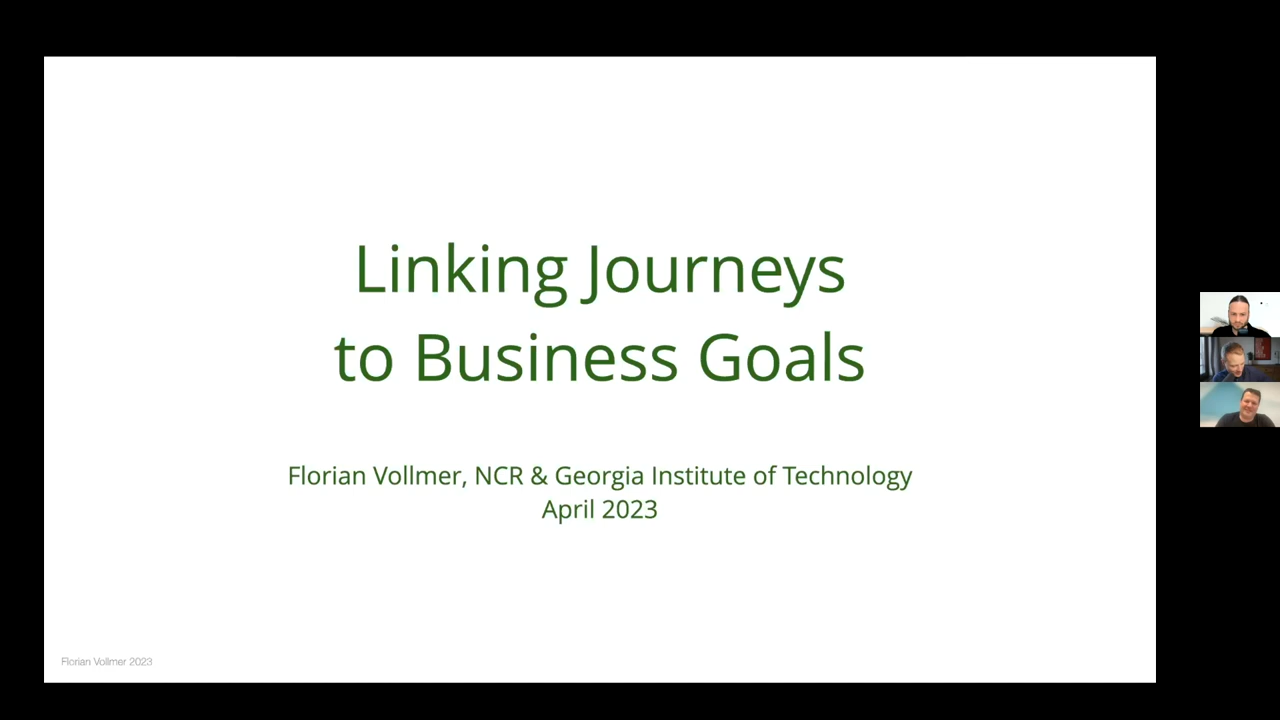 Linking Journeys
to Business Goals
Florian Vollmer, NCR & Georgia Institute of Technology
April 2023
Florian Vollmer 2023